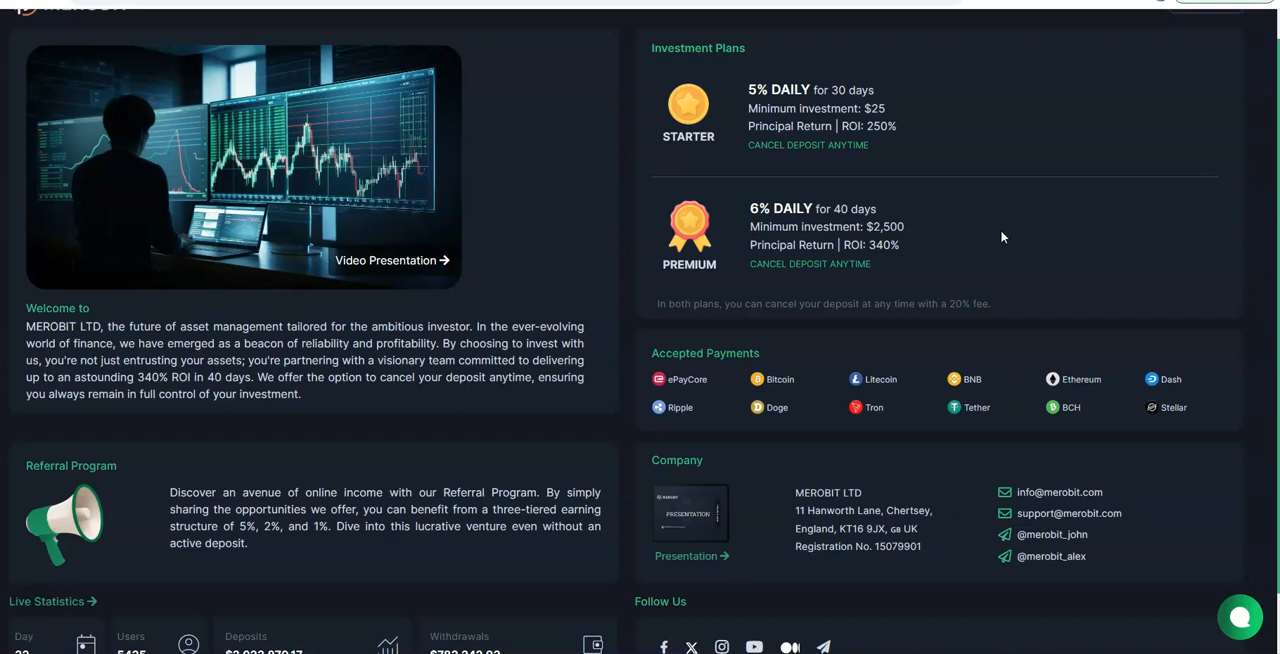 Video Presentation →
Welcome to
MEROBIT LTD, the future of asset management tailored for the ambitious investor. In the ever-evolving
world of finance, we have emerged as a beacon of reliability and profitability. By choosing to invest with
us, you're not just entrusting your assets; you're partnering with a visionary team committed to delivering
up to an astounding 340% ROI in 40 days. We offer the option to cancel your deposit anytime, ensuring
you always remain in full control of your investment.
Investment Plans
STARTER
5% DAILY for 30 days
Minimum investment: $25
Principal Return | ROI: 250%
CANCEL DEPOSIT ANYTIME
PREMIUM
6% DAILY for 40 days
Minimum investment: $2,500
Principal Return | ROI: 340%
CANCEL DEPOSIT ANYTIME
In both plans, you can cancel your deposit at any time with a 20% fee.
Accepted Payments
ePayCore Bitcoin Litecoin BNB Ethereum Dash
Ripple Doge Tron Tether BCH Stellar
Referral Program
Discover an avenue of online income with our Referral Program. By simply
sharing the opportunities we offer, you can benefit from a three-tiered earning
structure of 5%, 2%, and 1%. Dive into this lucrative venture even without an
active deposit.
Company
PRESENTATION
Presentation →
MEROBIT LTD
11 Hanworth Lane, Chertsey,
England, KT16 9JX, GB UK
Registration No. 15079901
info@merobit.com
support@merobit.com
@merobit_john
@merobit_alex
Live Statistics →
Day Users Deposits Withdrawals
Follow Us